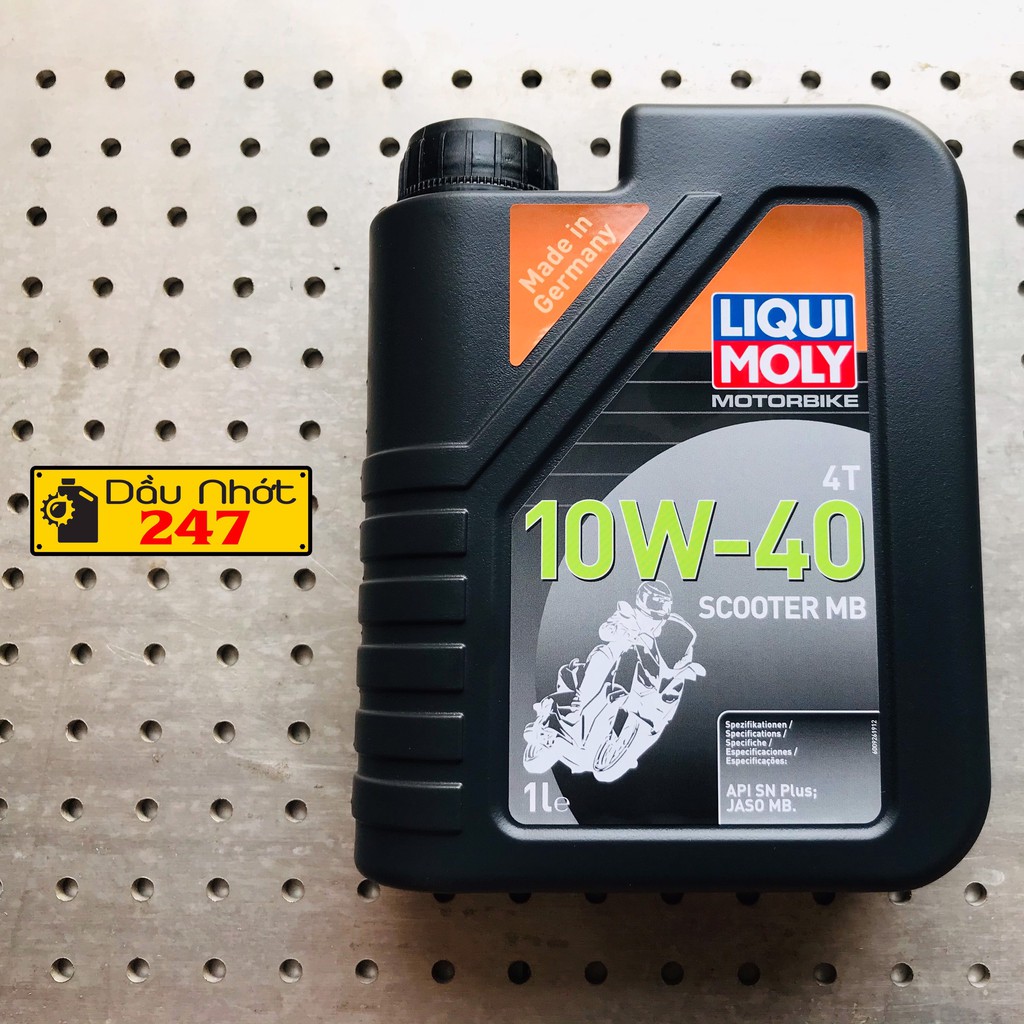 Made in
Germany
LIQUI
MOLY
MOTORBIKE
4T
10W-40
SCOOTER MB
Spezifikationen /
Specifications /
Specifiche /
Especificaciones /
Especificações:
API SN Plus;
JASO MB.
1l e
6009261912
Dầu Nhớt
247